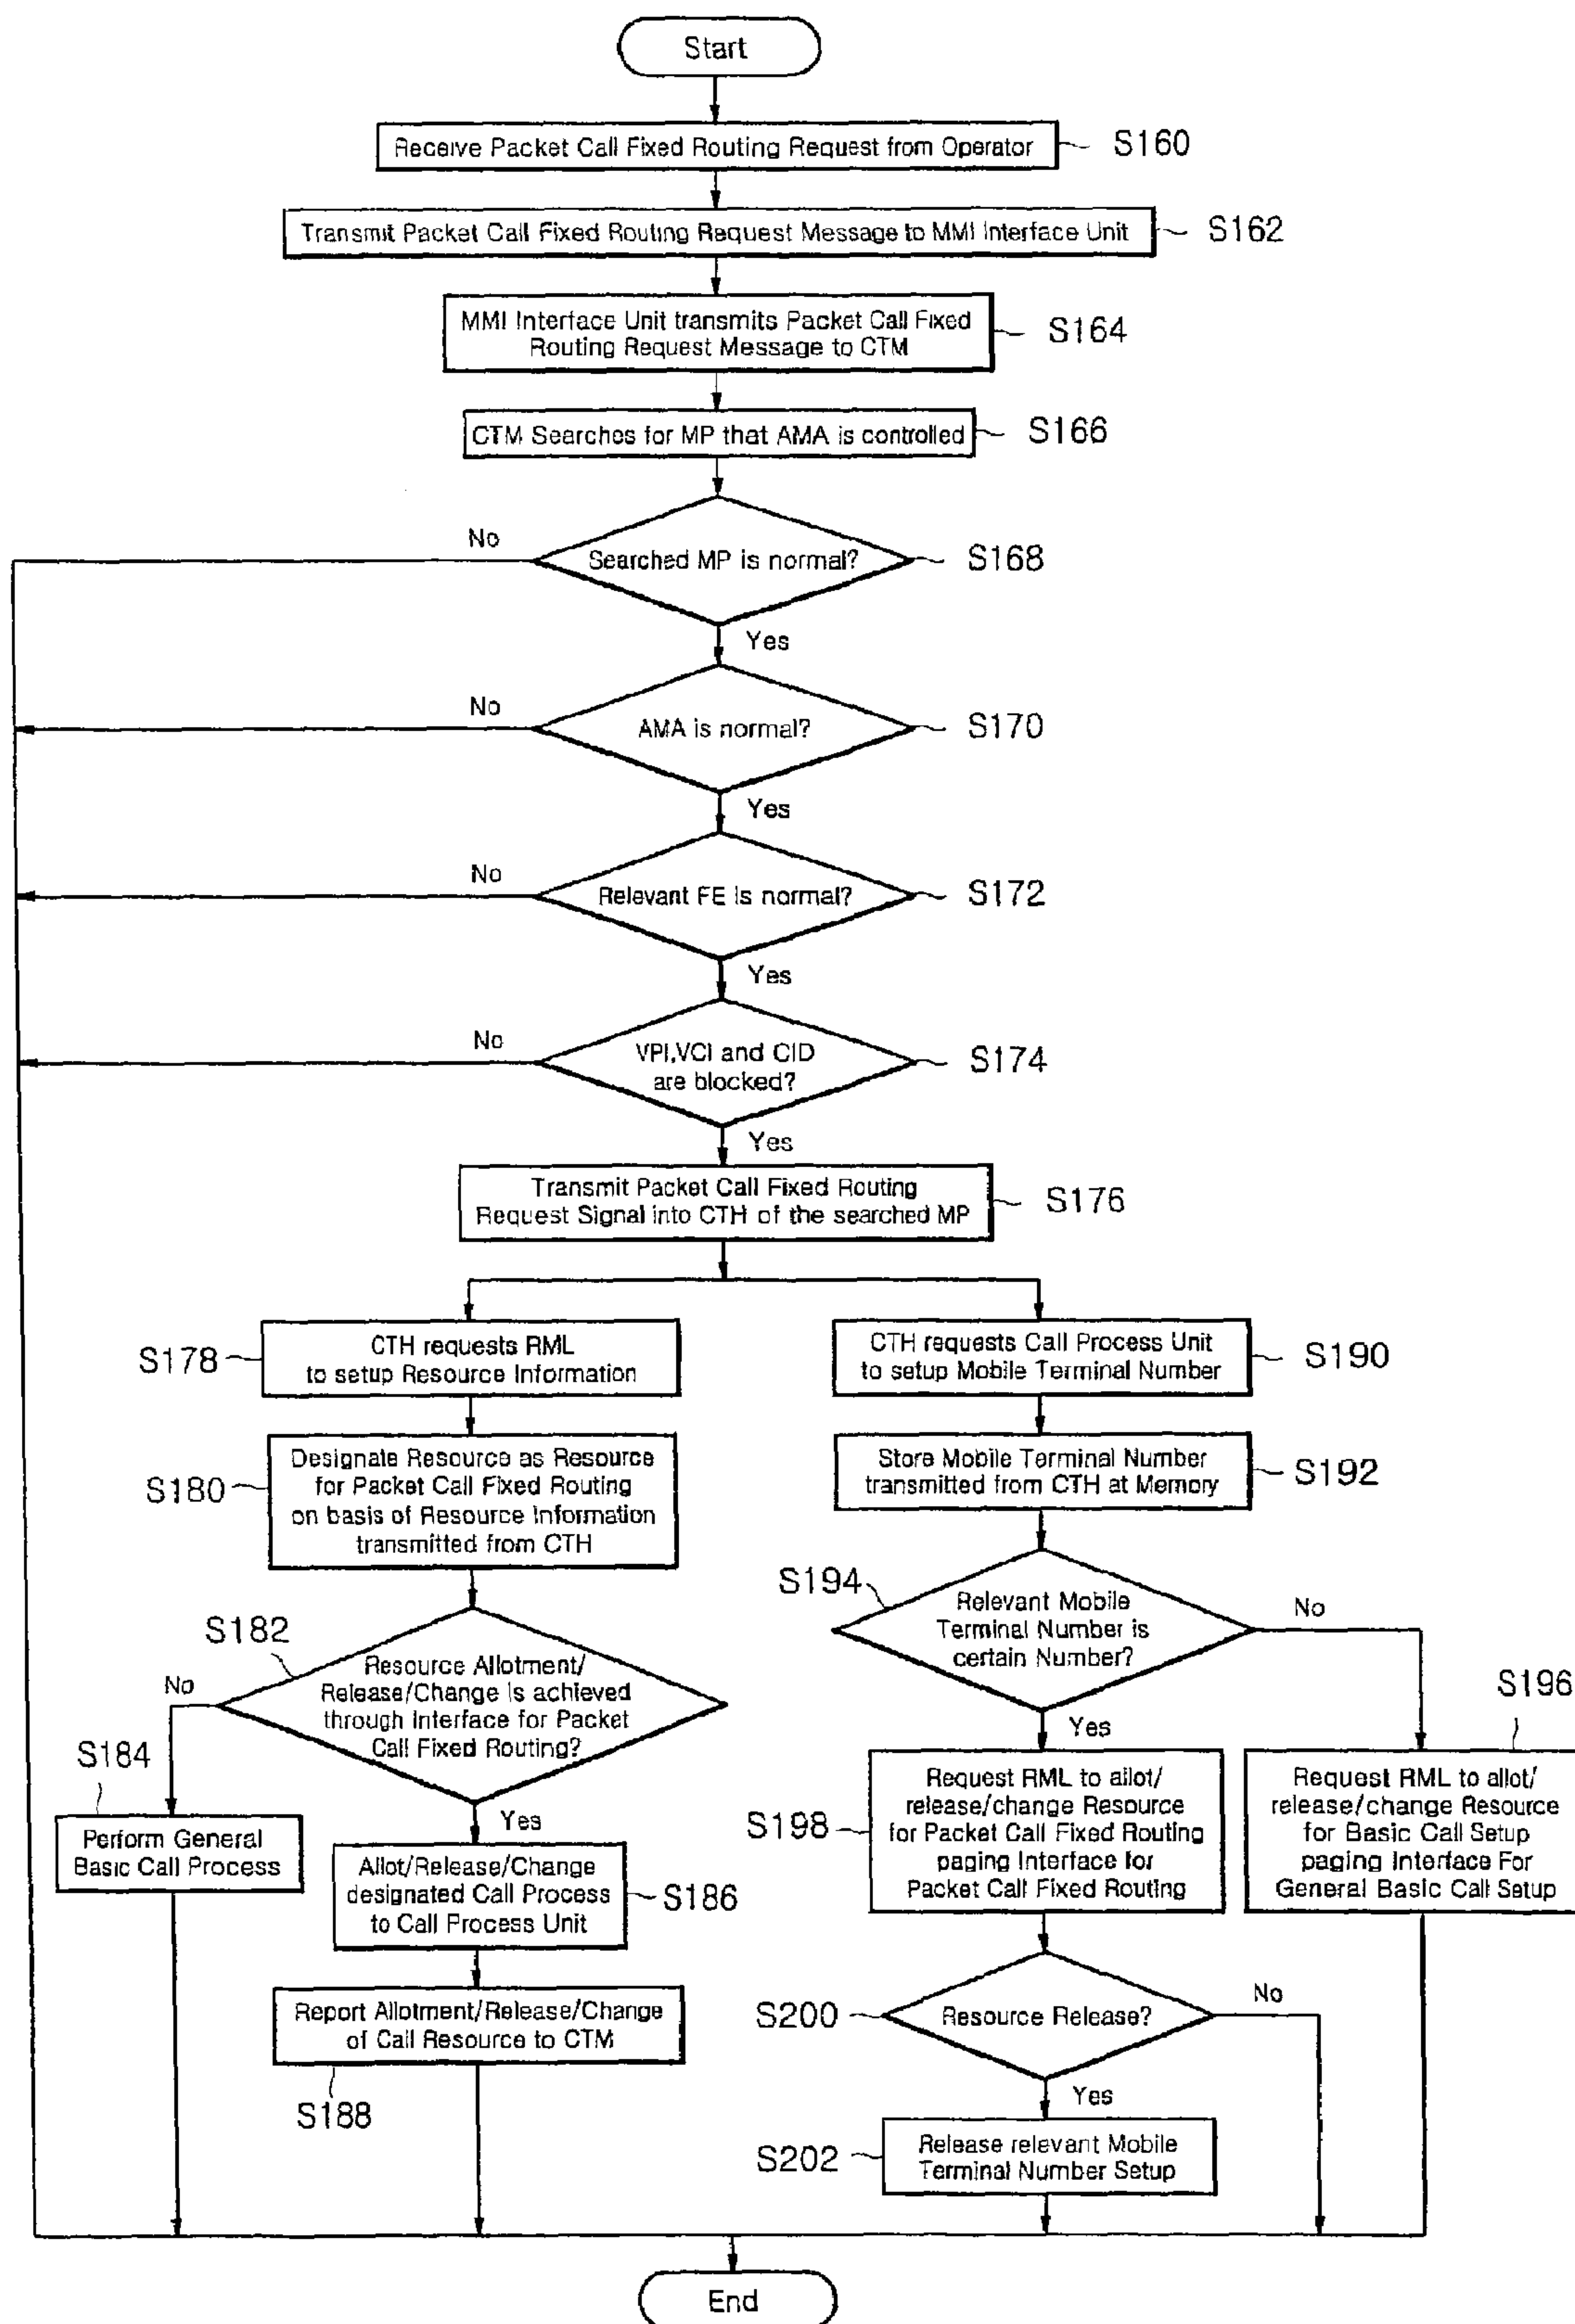 Start
Receive Packet Call Fixed Routing Request from Operator
S160
Transmit Packet Call Fixed Routing Request Message to MMI Interface Unit
S162
MMI Interface Unit transmits Packet Call Fixed
Routing Request Message to CTM
S164
CTM Searches for MP that AMA is controlled
S166
No
Searched MP is normal?
S168
Yes
No
AMA is normal?
S170
Yes
No
Relevant FE is normal?
S172
Yes
No
VPI,VCI and CID
are blocked?
S174
Yes
Transmit Packet Call Fixed Routing
Request Signal into CTH of the searched MP
S176
S178
CTH requests RML
to setup Resource Information
S180
Designate Resource as Resource
for Packet Call Fixed Routing
on basis of Resource Information
transmitted from CTH
S182
No
Resource Allotment/
Release/Change is achieved
through Interface for Packet
Call Fixed Routing?
S184
Perform General
Basic Call Process
Yes
Allot/Release/Change
designated Call Process
to Call Process Unit
S186
Report Allotment/Release/Change
of Call Resource to CTM
S188
CTH requests Call Process Unit
to setup Mobile Terminal Number
S190
Store Mobile Terminal Number
transmitted from CTH at Memory
S192
S194
Relevant Mobile
Terminal Number is
certain Number?
No
S196
Yes
S198
Request RML to allot/
release/change Resource
for Packet Call Fixed Routing
paging Interface for
Packet Call Fixed Routing
Request RML to allot/
release/change Resource
for Basic Call Setup
paging Interface For
General Basic Call Setup
S200
Resource Release?
No
Yes
S202
Release relevant Mobile
Terminal Number Setup
End